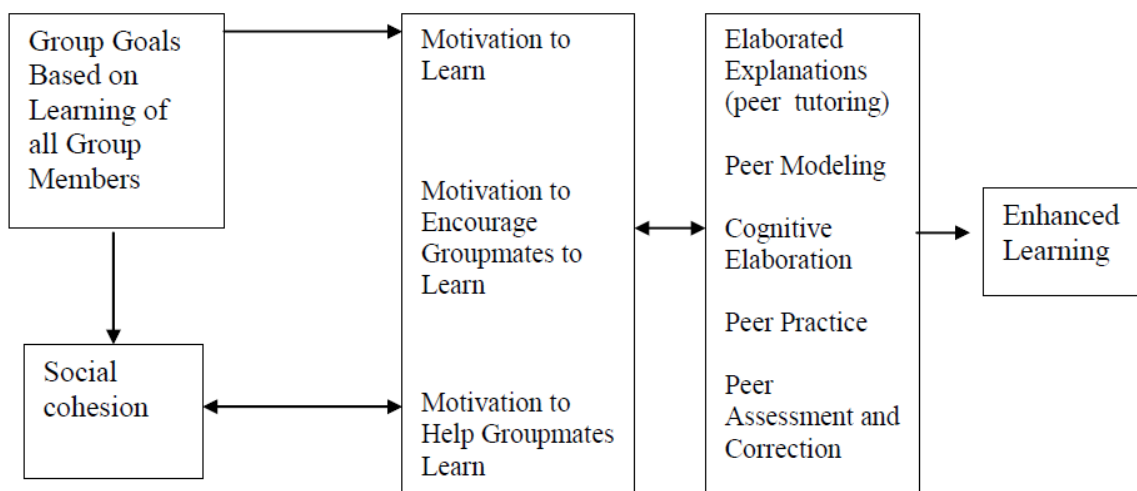 Group Goals
Based on
Learning of
all Group
Members
Social
cohesion
Motivation to
Learn
Motivation to
Encourage
Groupmates to
Learn
Motivation to
Help Groupmates
Learn
Elaborated
Explanations
(peer tutoring)
Peer Modeling
Cognitive
Elaboration
Peer Practice
Peer
Assessment and
Correction
Enhanced
Learning